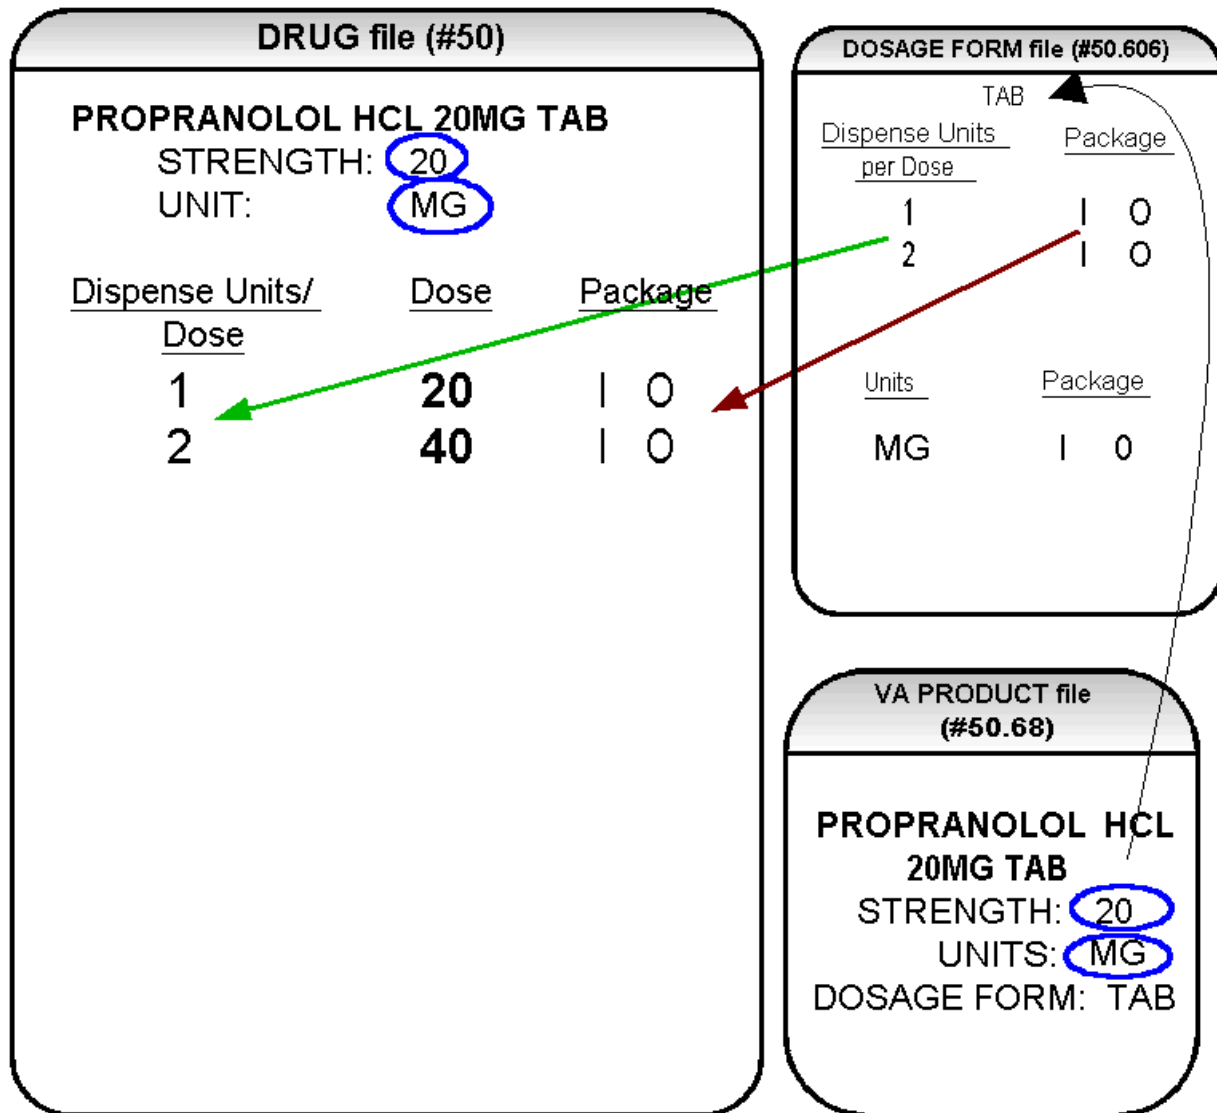 DRUG file (#50)
PROPRANOLOL HCL 20MG TAB
STRENGTH: 20
UNIT: MG
Dispense Units/ Dose Package
Dose
1 20 I O
2 40 I O
DOSAGE FORM file (#50.606)
TAB
Dispense Units Package
per Dose
1 I O
2 I O
Units Package
MG I O
VA PRODUCT file
(#50.68)
PROPRANOLOL HCL
20MG TAB
STRENGTH: 20
UNITS: MG
DOSAGE FORM: TAB